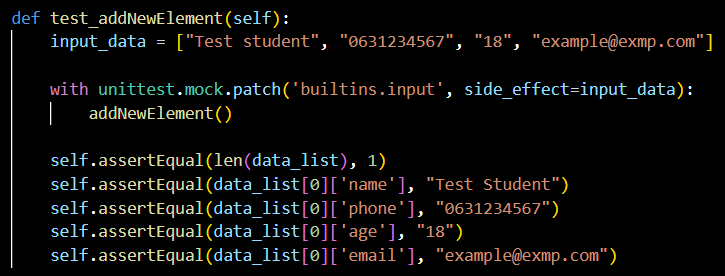 def test_addNewElement(self):
    input_data = ["Test student", "0631234567", "18", "example@exmp.com"]
    with unittest.mock.patch('builtins.input', side_effect=input_data):
        addNewElement()
    self.assertEqual(len(data_list), 1)
    self.assertEqual(data_list[0]['name'], "Test Student")
    self.assertEqual(data_list[0]['phone'], "0631234567")
    self.assertEqual(data_list[0]['age'], "18")
    self.assertEqual(data_list[0]['email'], "example@exmp.com")